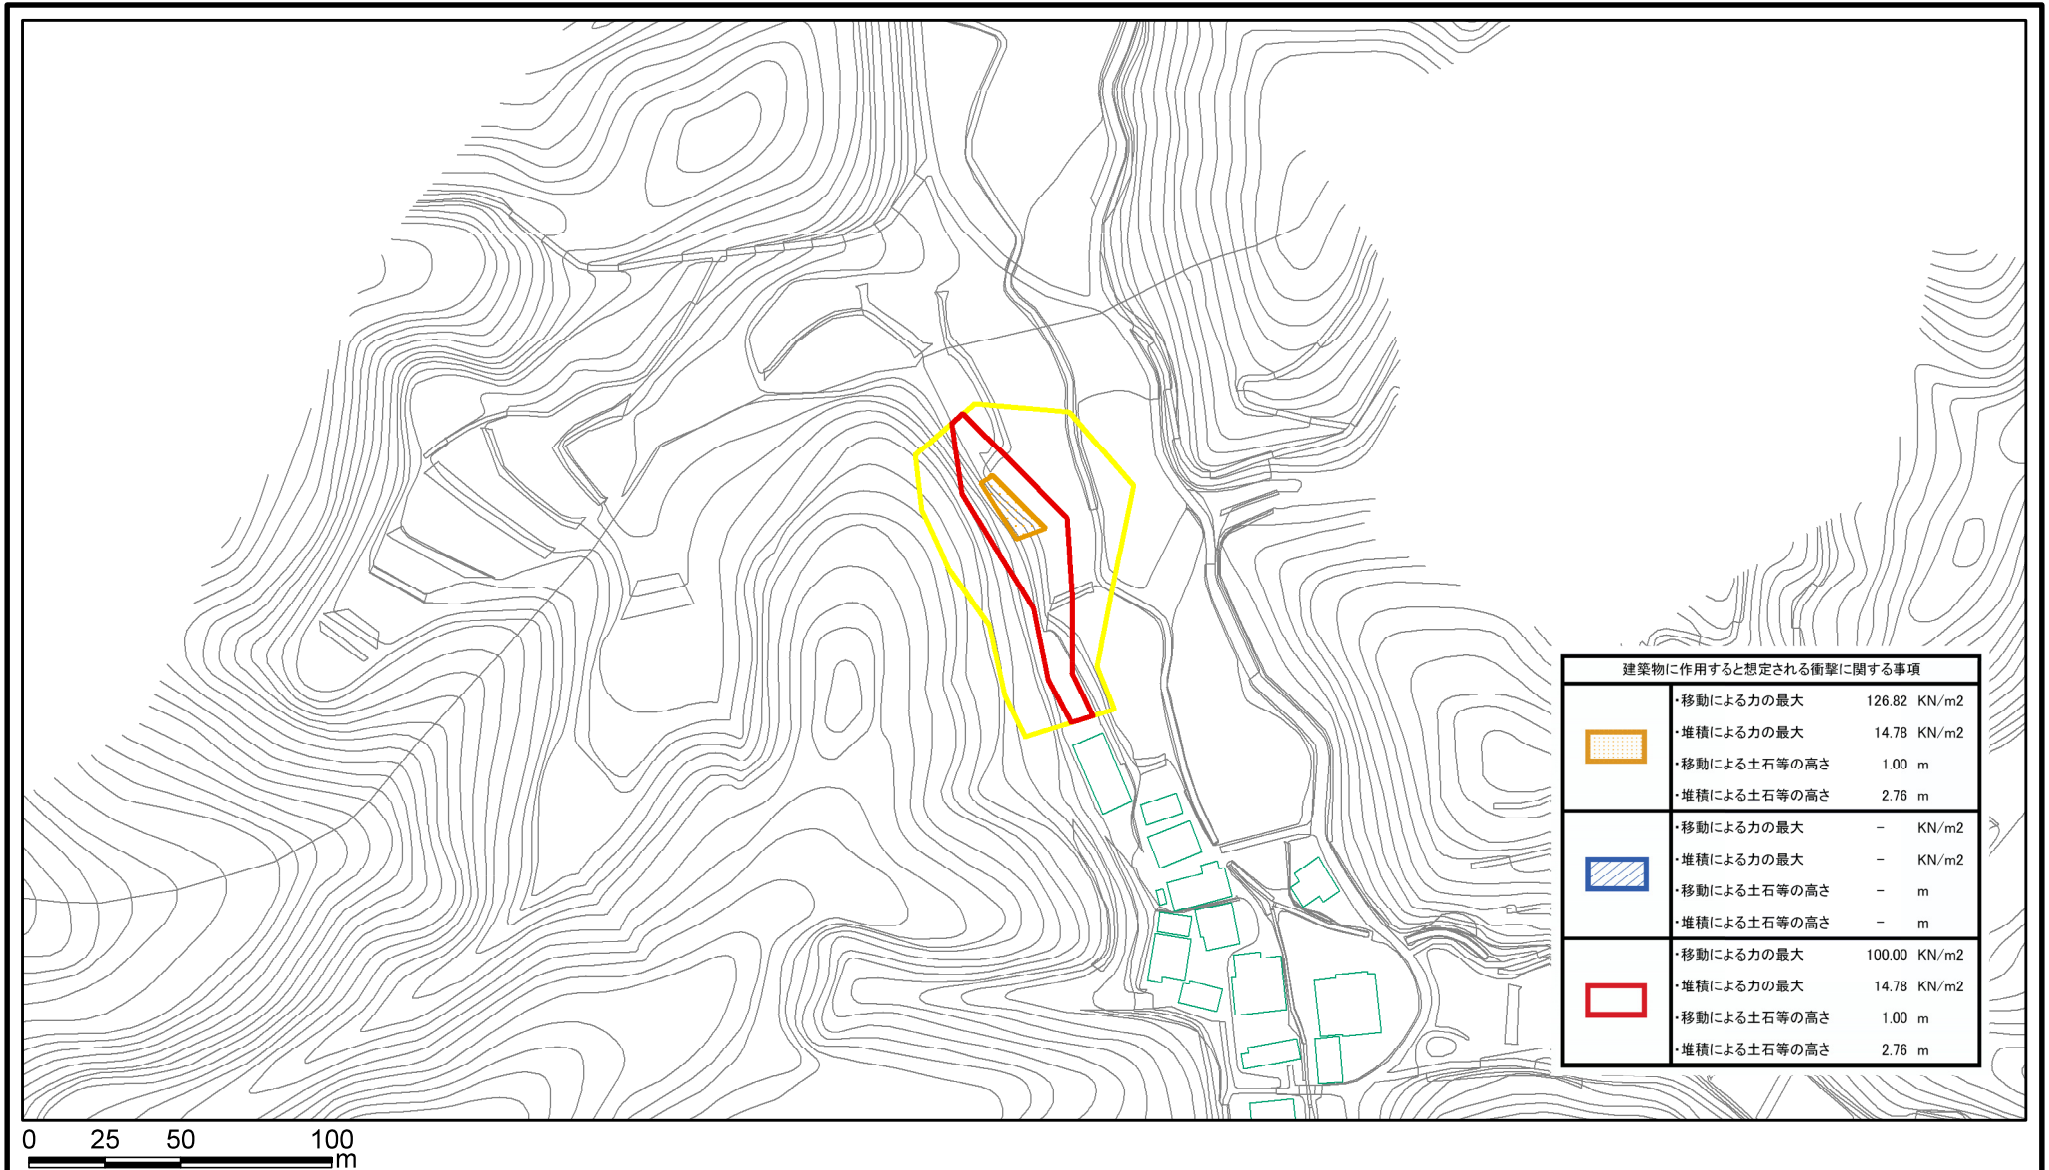 建築物に作用すると想定される衝撃に関する事項
・移動による力の最大 126.82 KN/m2
・堆積による力の最大 14.78 KN/m2
・移動による土石等の高さ 1.00 m
・堆積による土石等の高さ 2.76 m
・移動による力の最大 - KN/m2
・堆積による力の最大 - KN/m2
・移動による土石等の高さ - m
・堆積による土石等の高さ - m
・移動による力の最大 100.00 KN/m2
・堆積による力の最大 14.78 KN/m2
・移動による土石等の高さ 1.00 m
・堆積による土石等の高さ 2.76 m
0 25 50 100
m